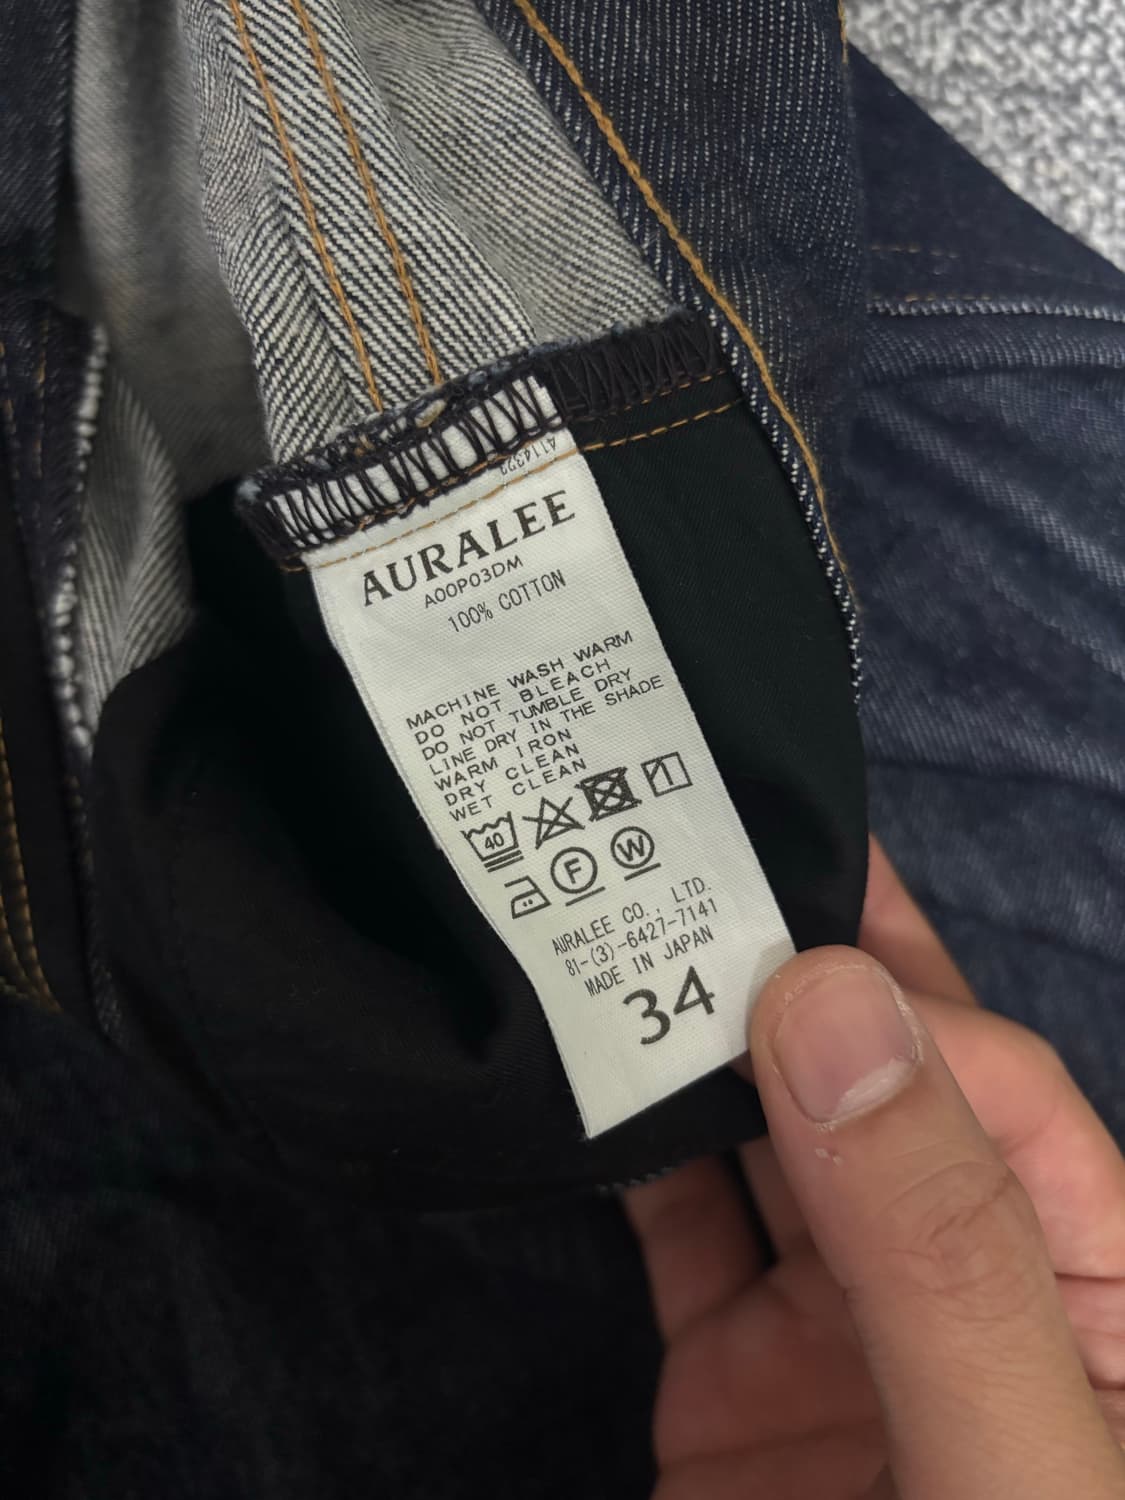 A114323
AURALEE
A00P03DM
100% COTTON
MACHINE WASH WARM
DO NOT BLEACH
DO NOT TUMBLE DRY
LINE DRY IN THE SHADE
WARM IRON
DRY CLEAN
WET CLEAN
40
F W
AURALEE CO., LTD.
81-(3)-6427-7141
MADE IN JAPAN
34